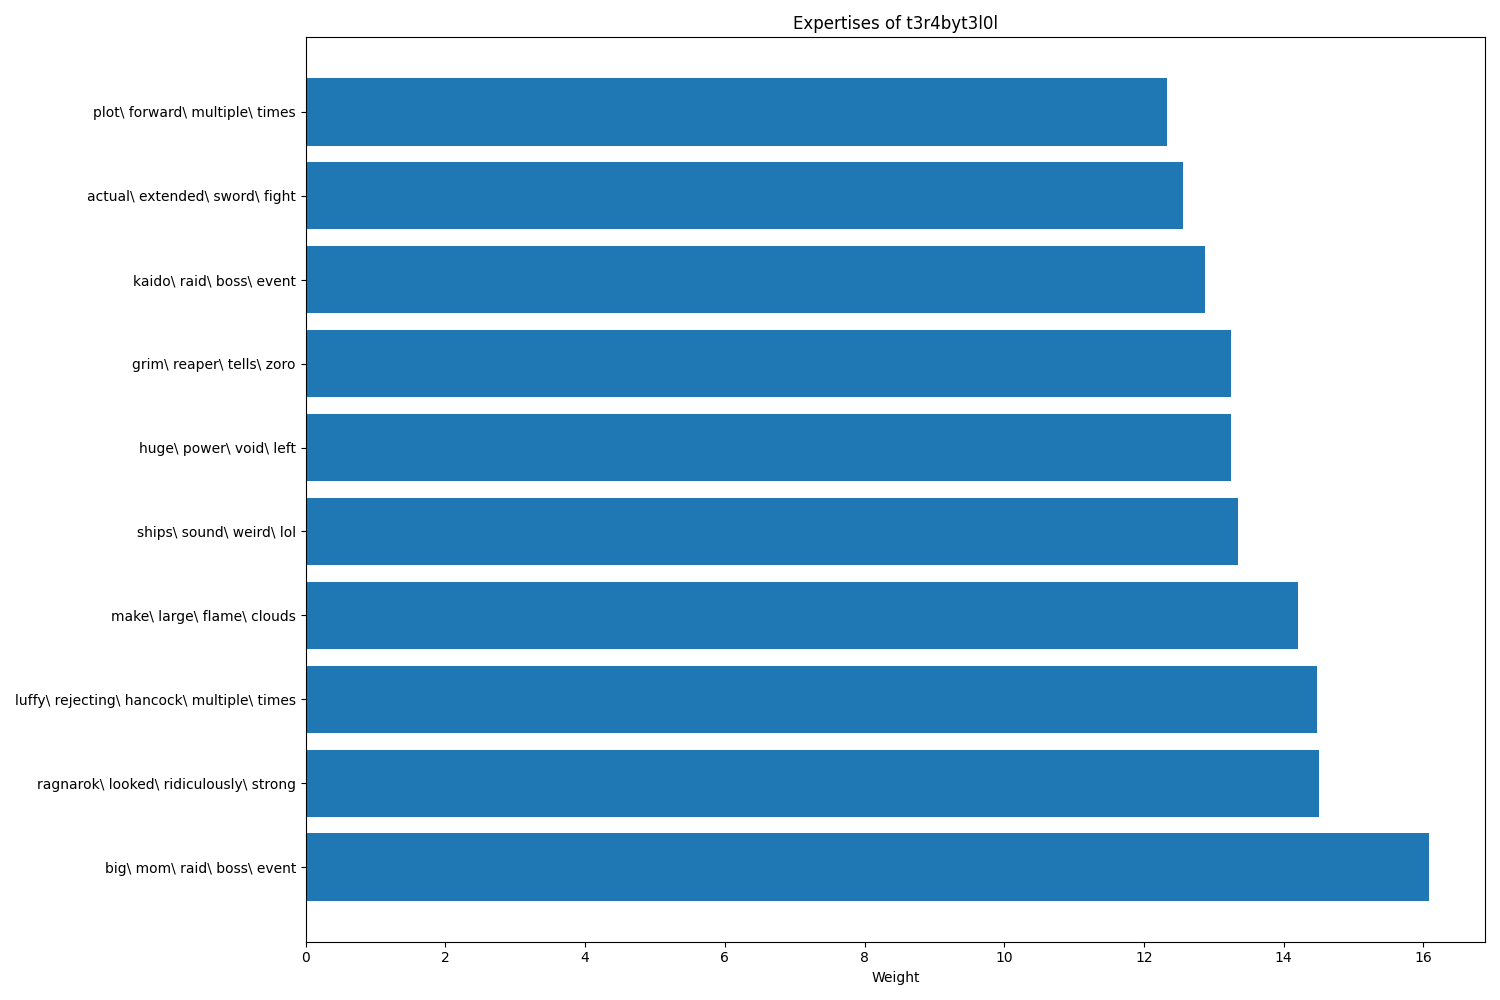 Expertises of t3r4byt3l0l
plot\ forward\ multiple\ times
actual\ extended\ sword\ fight
kaido\ raid\ boss\ event
grim\ reaper\ tells\ zoro
huge\ power\ void\ left
ships\ sound\ weird\ lol
make\ large\ flame\ clouds
luffy\ rejecting\ hancock\ multiple\ times
ragnarok\ looked\ ridiculously\ strong
big\ mom\ raid\ boss\ event
0 2 4 6 8 10 12 14 16
Weight